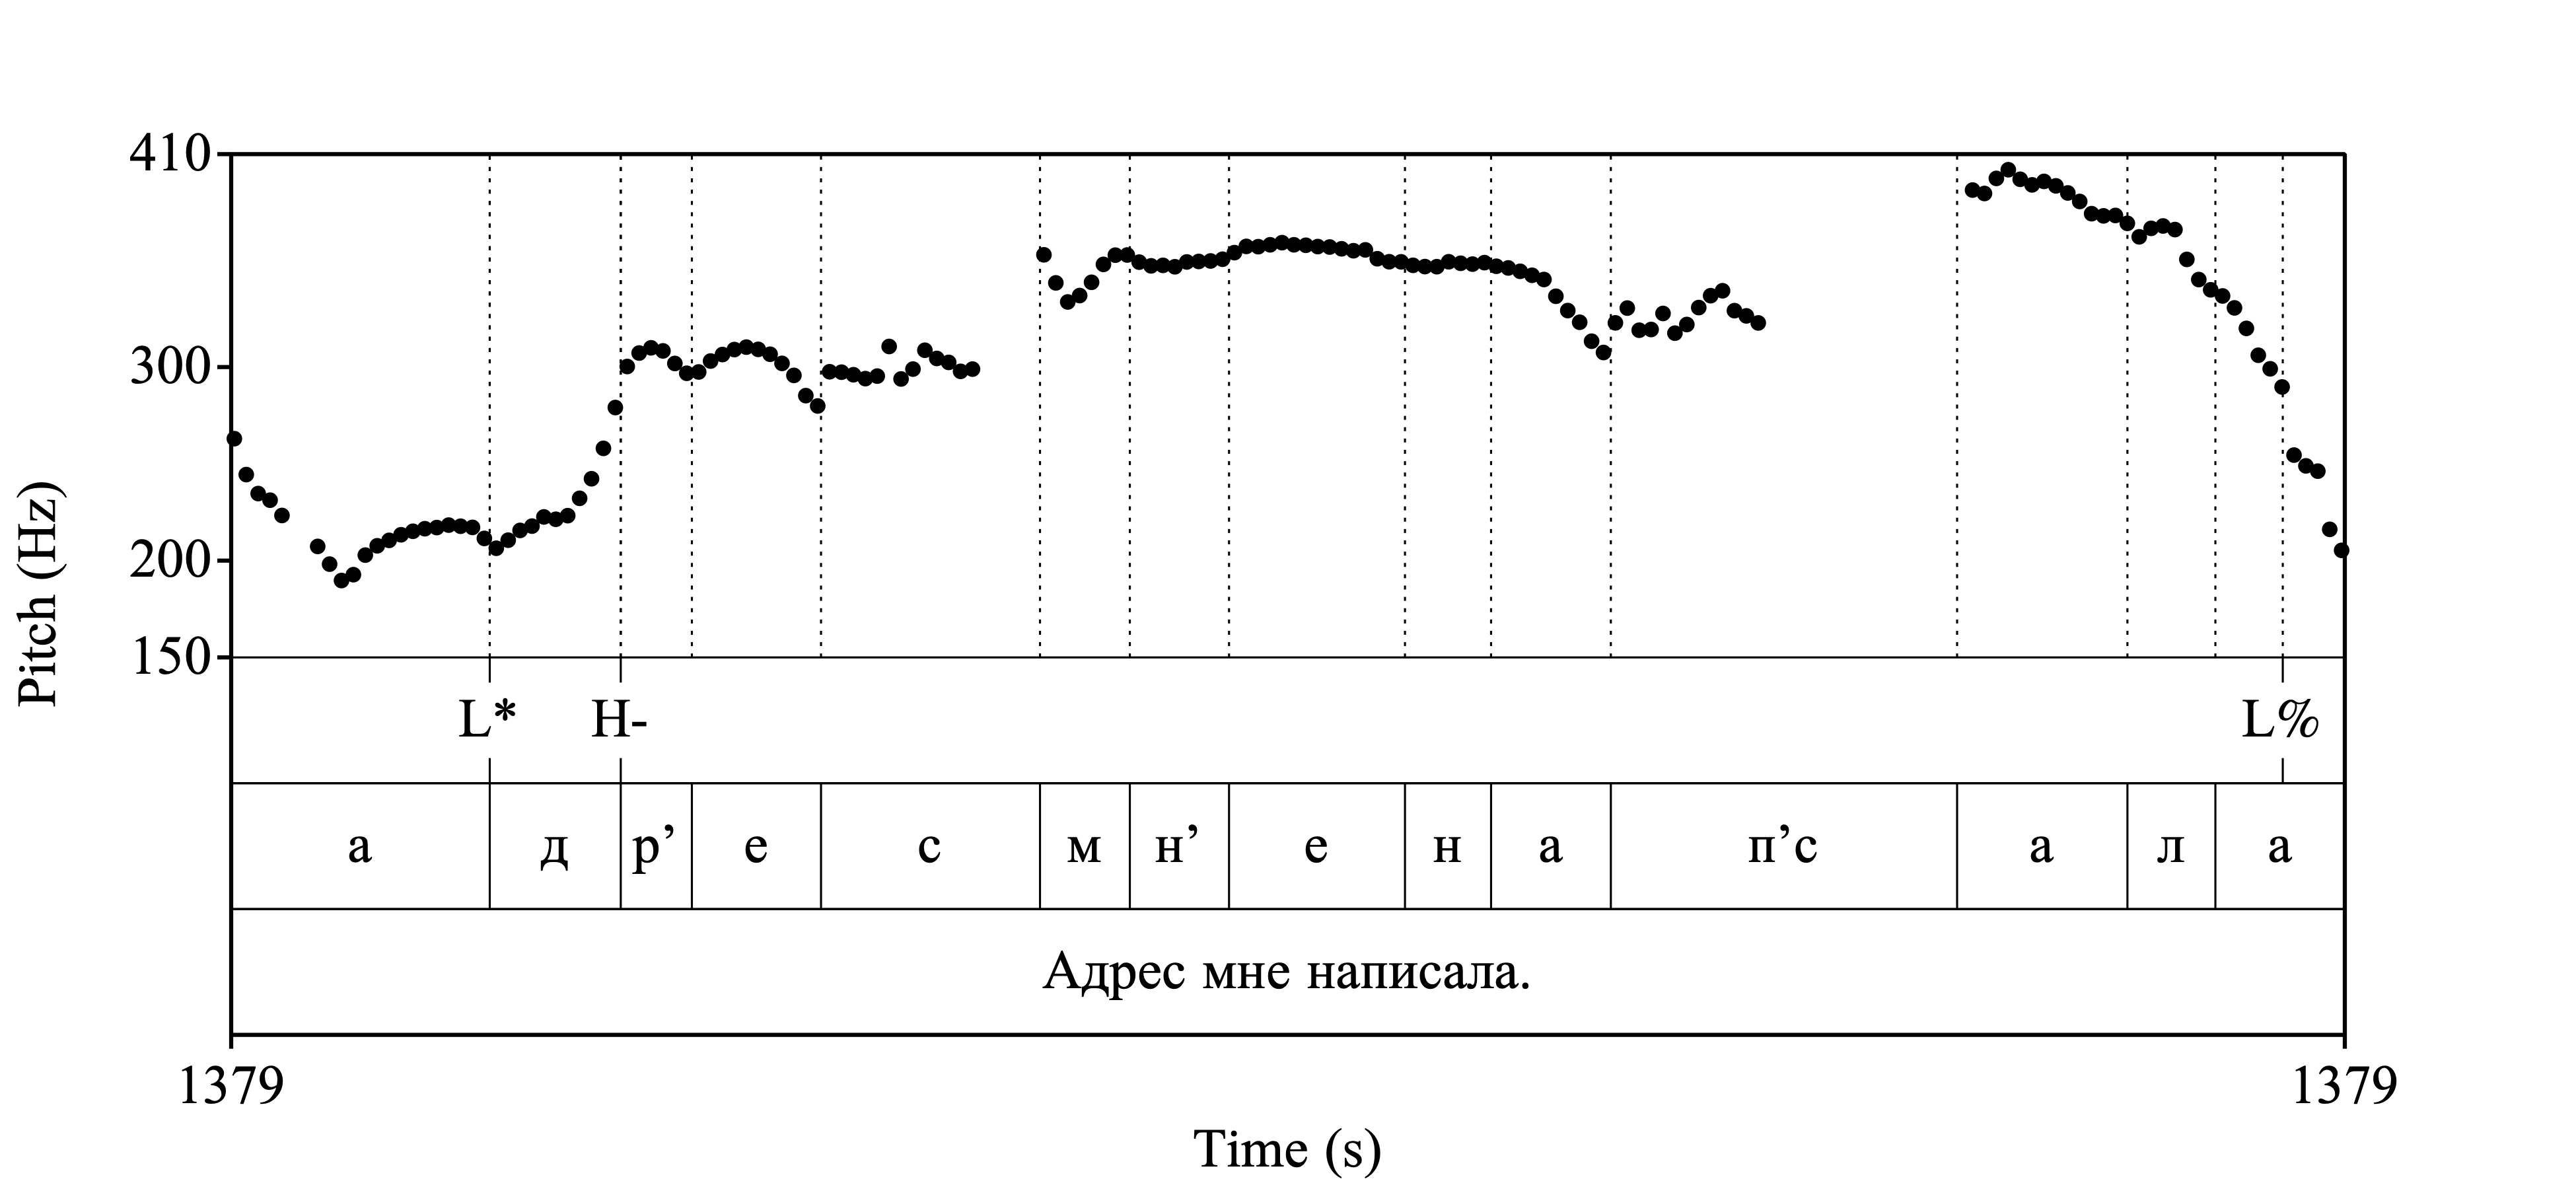 410
300
200
150
Pitch (Hz)
L* H- L%
а д р’ е с м н’ е н а п’с а л а
Адрес мне написала.
1379 1379
Time (s)